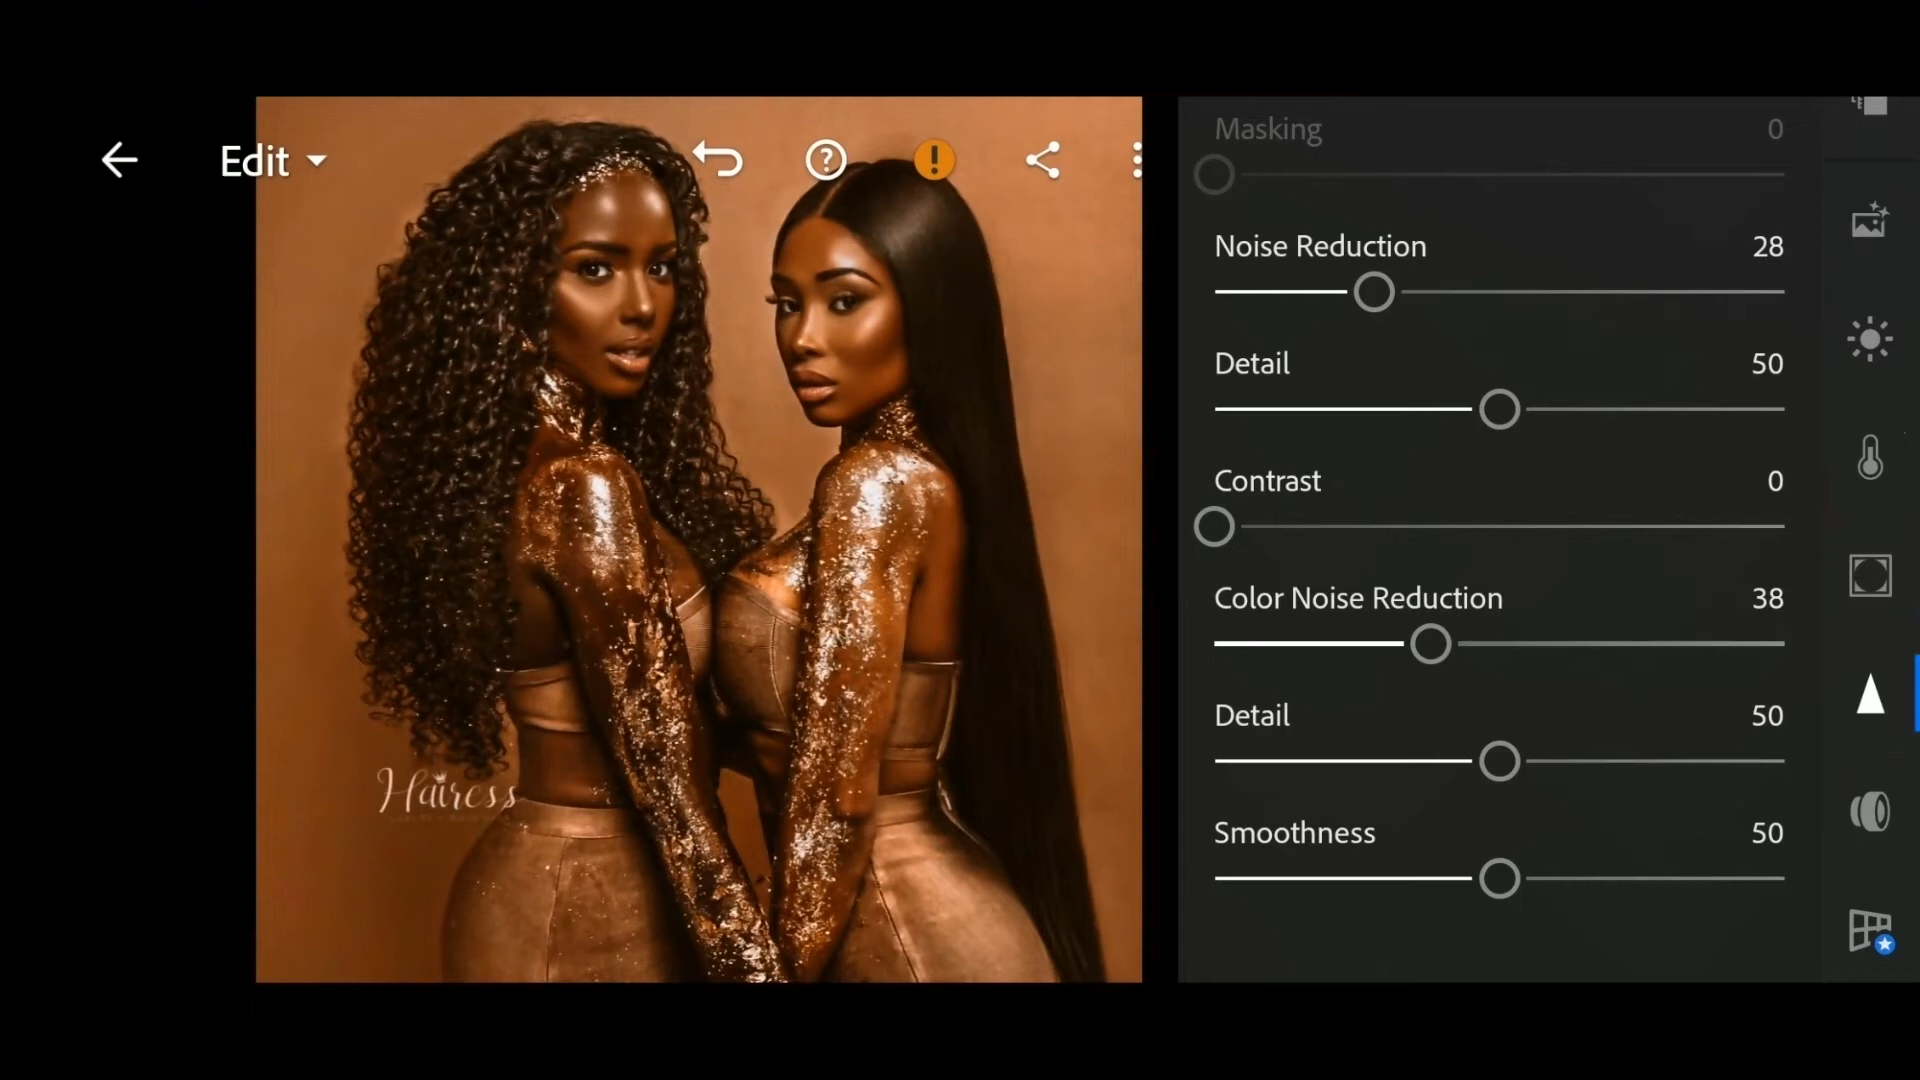 Edit
Masking 0
Noise Reduction 28
Detail 50
Contrast 0
Color Noise Reduction 38
Detail 50
Smoothness 50
Hairess